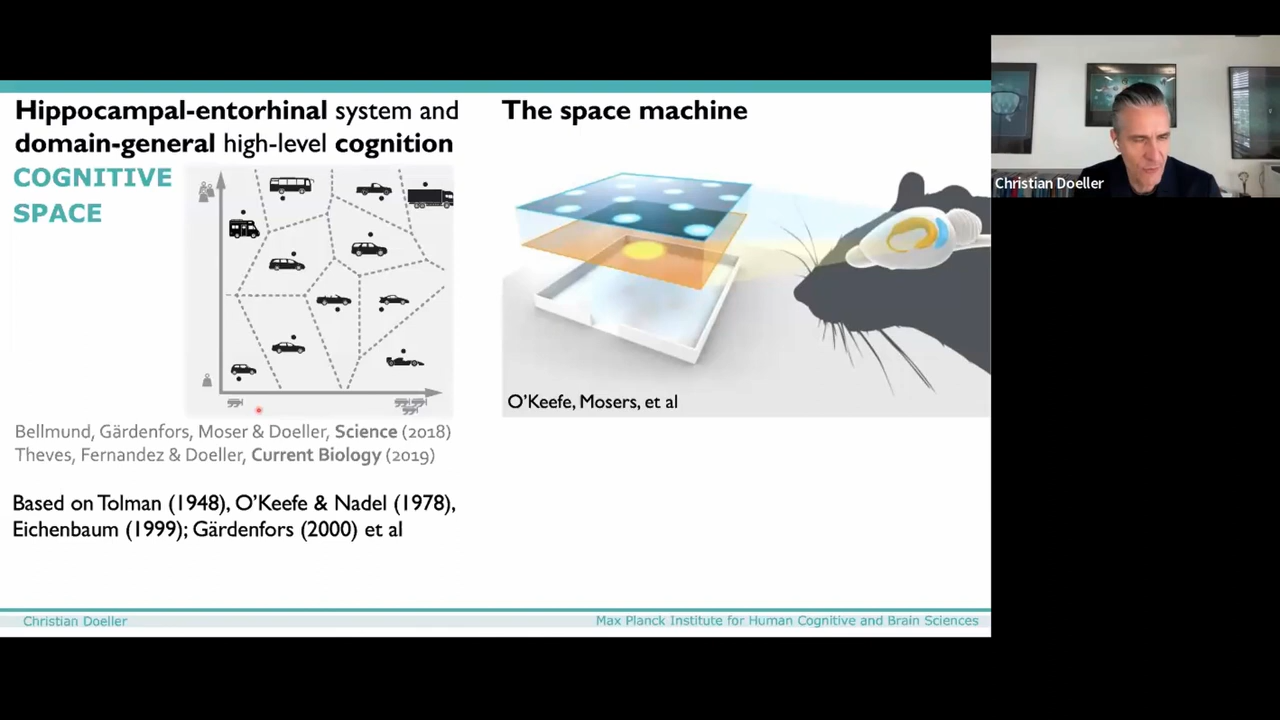 Hippocampal-entorhinal system and
domain-general high-level cognition
COGNITIVE
SPACE
Bellmund, Gärdenfors, Moser & Doeller, Science (2018)
Theves, Fernandez & Doeller, Current Biology (2019)
Based on Tolman (1948), O'Keefe & Nadel (1978),
Eichenbaum (1999); Gärdenfors (2000) et al
The space machine
O'Keefe, Mosers, et al
Christian Doeller
Christian Doeller
Max Planck Institute for Human Cognitive and Brain Sciences